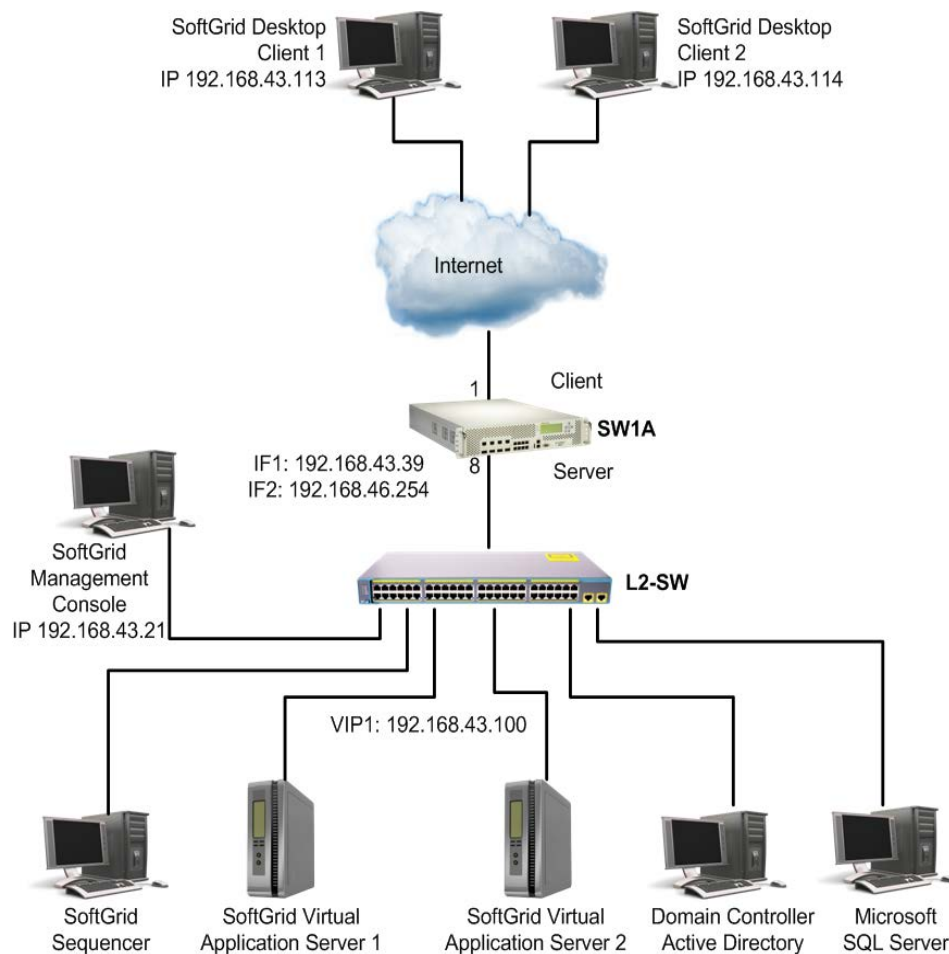 SoftGrid Desktop
Client 1
IP 192.168.43.113
SoftGrid Desktop
Client 2
IP 192.168.43.114
Internet
1
Client
SW1A
IF1: 192.168.43.39
IF2: 192.168.46.254
8
Server
SoftGrid
Management
Console
IP 192.168.43.21
L2-SW
VIP1: 192.168.43.100
SoftGrid
Sequencer
SoftGrid Virtual
Application Server 1
SoftGrid Virtual
Application Server 2
Domain Controller
Active Directory
Microsoft
SQL Server